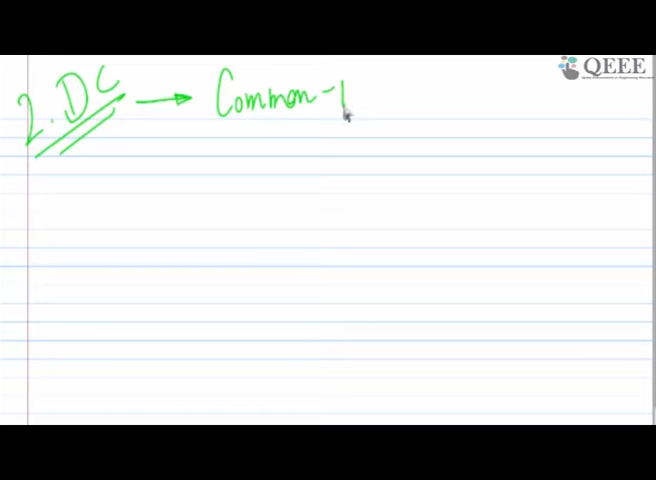 QEEE
2. DC → Common-